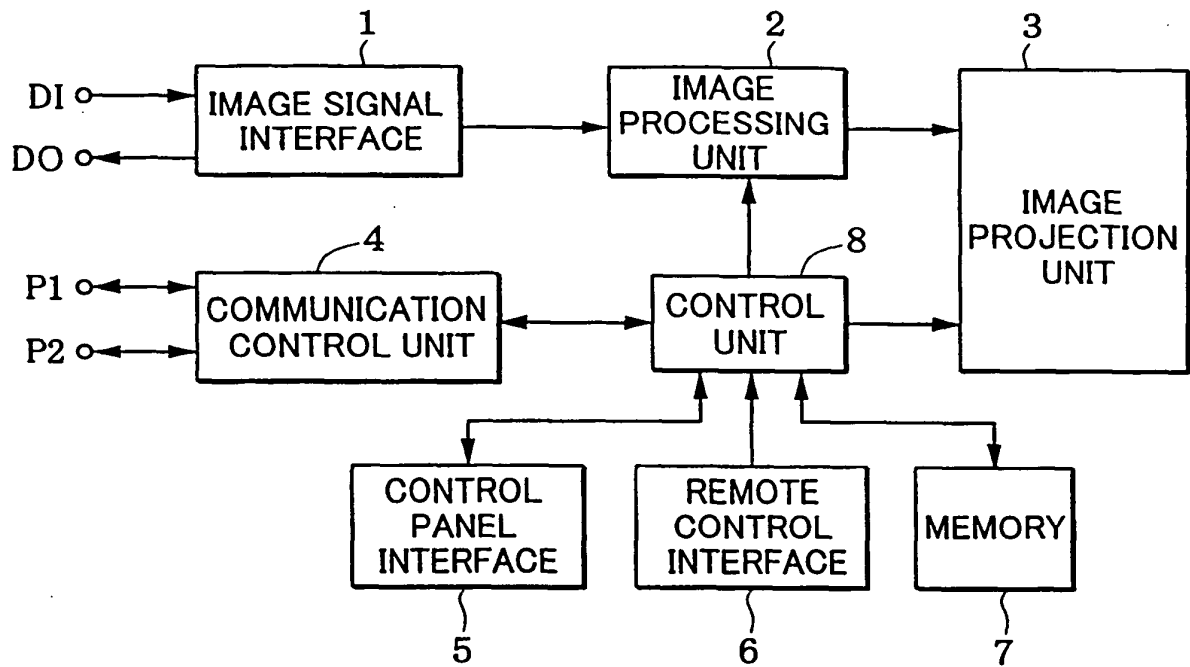 1
2
3
DI
DO
IMAGE SIGNAL
INTERFACE
IMAGE
PROCESSING
UNIT
IMAGE
PROJECTION
UNIT
4
8
P1
P2
COMMUNICATION
CONTROL UNIT
CONTROL
UNIT
CONTROL
PANEL
INTERFACE
REMOTE
CONTROL
INTERFACE
MEMORY
5
6
7